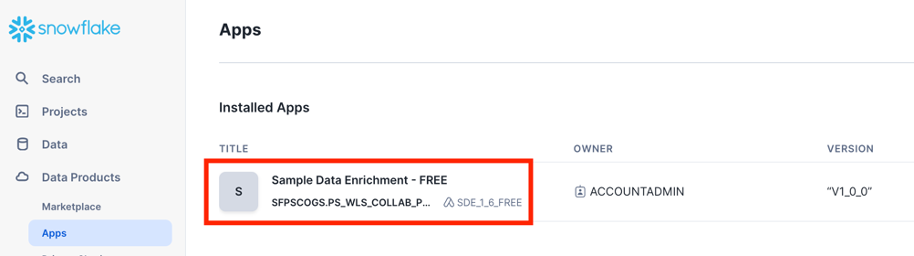 snowflake
Search
Projects
Data
Data Products
Marketplace
Apps
Apps
Installed Apps
TITLE OWNER VERSION
S
Sample Data Enrichment - FREE
SFPSCOGS.PS_WLS_COLLAB_P... SDE_1_6_FREE
ACCOUNTADMIN
“V1_0_0”